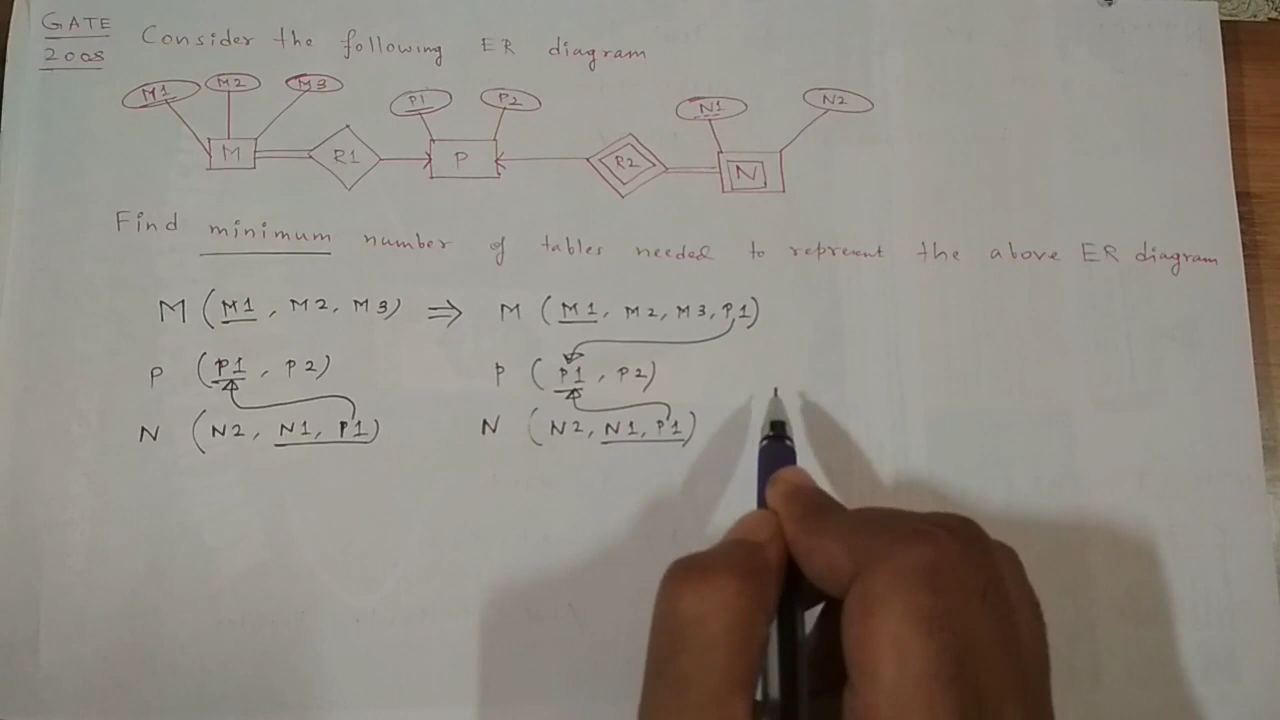 GATE
2008
Consider the following ER diagram
M1 M2 M3 P1 P2 N1 N2
M R1 P R2 N
Find minimum number of tables needed to represent the above ER diagram
M (M1, M2, M3) ⇒ M (M1, M2, M3, P1)
P (P1, P2) P (P1, P2)
N (N2, N1, P1) N (N2, N1, P1)